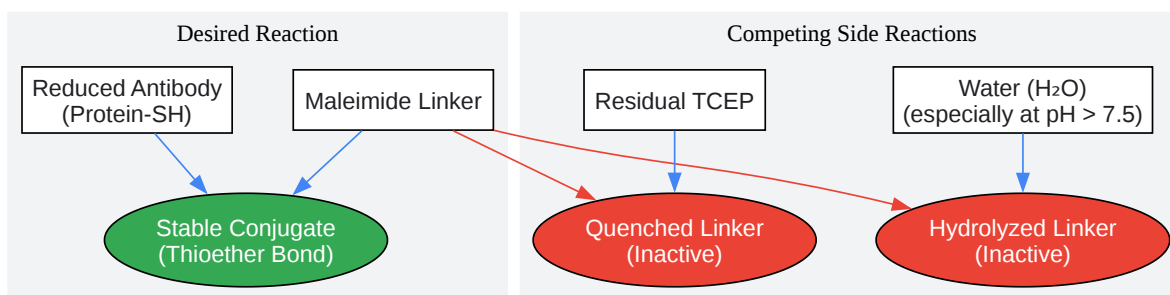 Desired Reaction
Competing Side Reactions
Reduced Antibody
(Protein-SH)
Maleimide Linker
Residual TCEP
Water (H₂O)
(especially at pH > 7.5)
Stable Conjugate
(Thioether Bond)
Quenched Linker
(Inactive)
Hydrolyzed Linker
(Inactive)